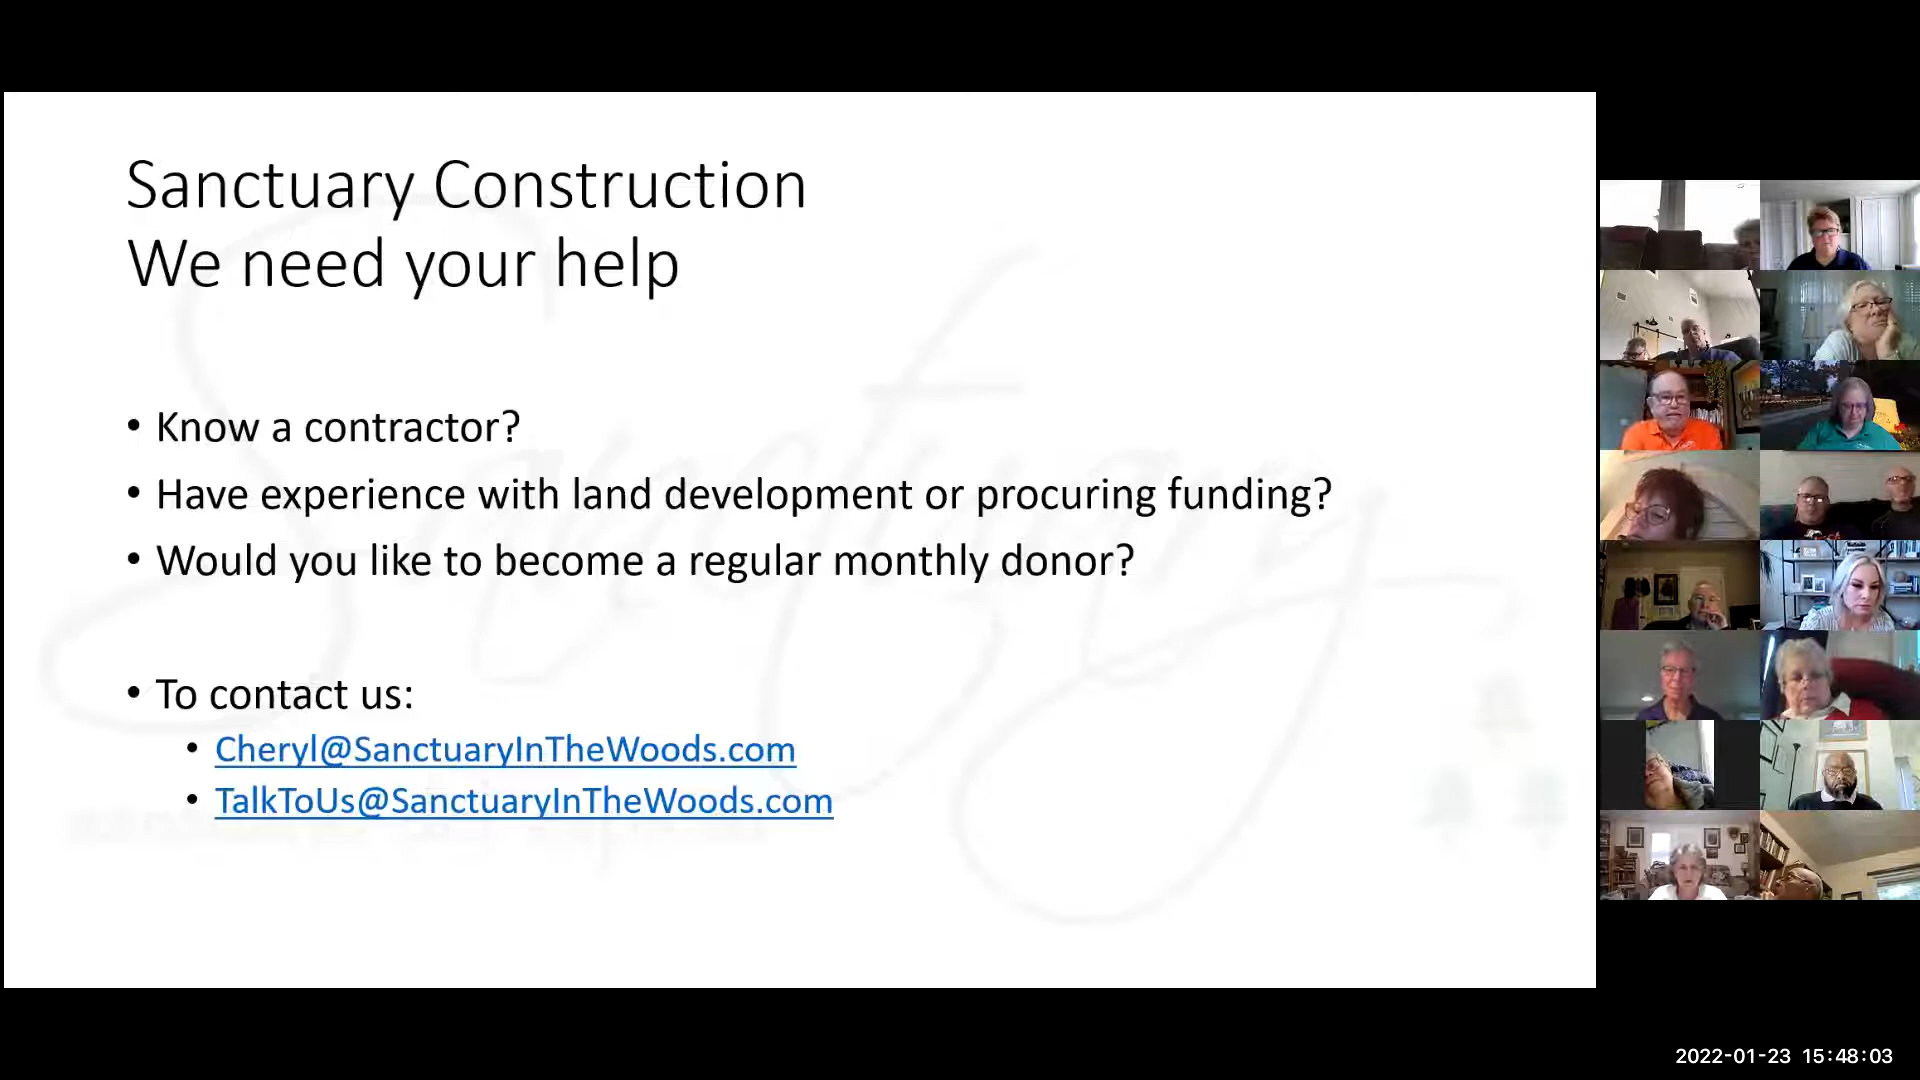 Sanctuary Construction
We need your help
• Know a contractor?
• Have experience with land development or procuring funding?
• Would you like to become a regular monthly donor?
• To contact us:
• Cheryl@SanctuaryInTheWoods.com
• TalkToUs@SanctuaryInTheWoods.com
Sanctuary
2022-01-23 15:48:03